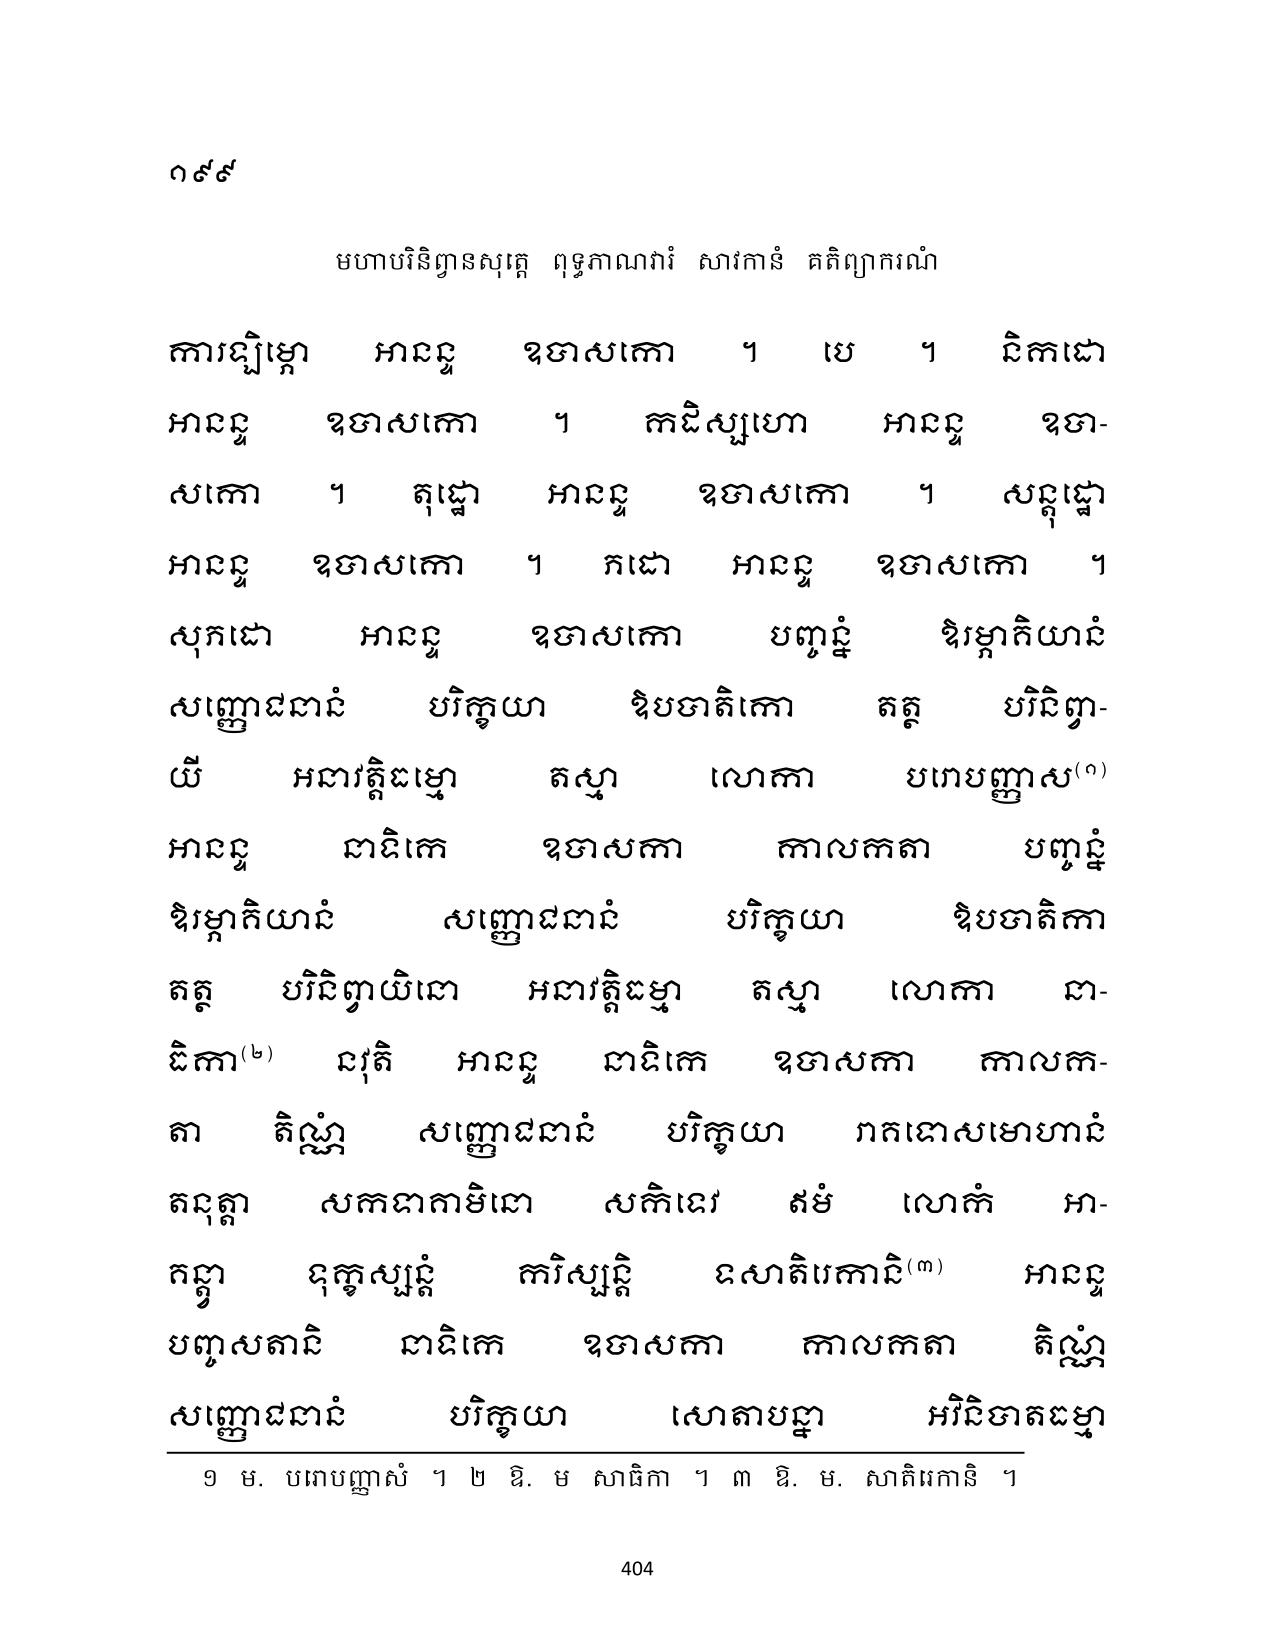 ១៩៩
មហាបរិនិព្វានសុត្តេ ពុទ្ធភាណវារំ សាវកានំ គតិព្យាករណំ
ការឡិម្ភោ អានន្ទ ឧបាសកោ ។ បេ ។ និកដោ
អានន្ទ ឧបាសកោ ។ កដិស្សហោ អានន្ទ ឧបា-
សកោ ។ តុដ្ឋោ អានន្ទ ឧបាសកោ ។ សន្តុដ្ឋោ
អានន្ទ ឧបាសកោ ។ ភដោ អានន្ទ ឧបាសកោ ។
សុភដោ អានន្ទ ឧបាសកោ បញ្ចន្នំ ឱរម្ភាគិយានំ
សញ្ញោជនានំ បរិក្ខយា ឱបបាតិកោ តត្ថ បរិនិព្វា-
យី អនាវត្តិធម្មោ តស្មា លោកា បរោបញ្ញាស(១)
អានន្ទ នាទិកេ ឧបាសកា កាលកតា បញ្ចន្នំ
ឱរម្ភាគិយានំ សញ្ញោជនានំ បរិក្ខយា ឱបបាតិកា
តត្ថ បរិនិព្វាយិនោ អនាវត្តិធម្មា តស្មា លោកា នា-
ធិកា(២) នវុតិ អានន្ទ នាទិកេ ឧបាសកា កាលក-
តា តិណ្ណំ សញ្ញោជនានំ បរិក្ខយា រាគទោសមោហានំ
តនុត្តា សកទាគាមិនោ សកិទេវ ឥមំ លោកំ អា-
គន្ត្វា ទុក្ខស្សន្តំ ករិស្សន្តិ ទសាតិរេកានិ(៣) អានន្ទ
បញ្ចសតានិ នាទិកេ ឧបាសកា កាលកតា តិណ្ណំ
សញ្ញោជនានំ បរិក្ខយា សោតាបន្នា អវិនិបាតធម្មា
១ ម. បរោបញ្ញាសំ ។ ២ ឱ. ម សាធិកា ។ ៣ ឱ. ម. សាតិរេកានិ ។
404